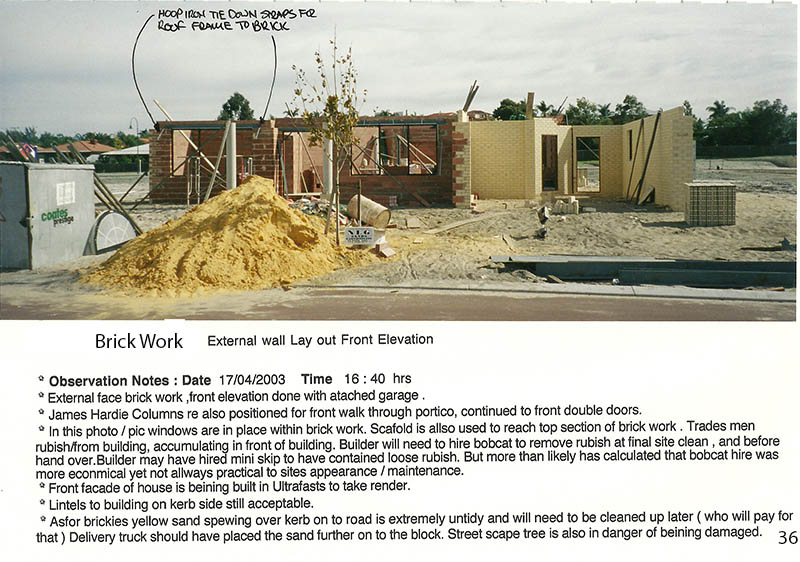 HOOP IRON TIE DOWN STRAPS FOR
ROOF FRAME TO BRICK
coates
prestige
Brick Work External wall Lay out Front Elevation
* Observation Notes : Date 17/04/2003 Time 16 : 40 hrs
* External face brick work ,front elevation done with atached garage .
* James Hardie Columns re also positioned for front walk through portico, continued to front double doors.
* In this photo / pic windows are in place within brick work. Scafold is allso used to reach top section of brick work . Trades men
rubish/from building, accumulating in front of building. Builder will need to hire bobcat to remove rubish at final site clean , and before
hand over.Builder may have hired mini skip to have contained loose rubish. But more than likely has calculated that bobcat hire was
more econmical yet not allways practical to sites appearance / maintenance.
* Front facade of house is beining built in Ultrafasts to take render.
* Lintels to building on kerb side still acceptable.
* Asfor brickies yellow sand spewing over kerb on to road is extremely untidy and will need to be cleaned up later ( who will pay for
that ) Delivery truck should have placed the sand further on to the block. Street scape tree is also in danger of beining damaged. 36